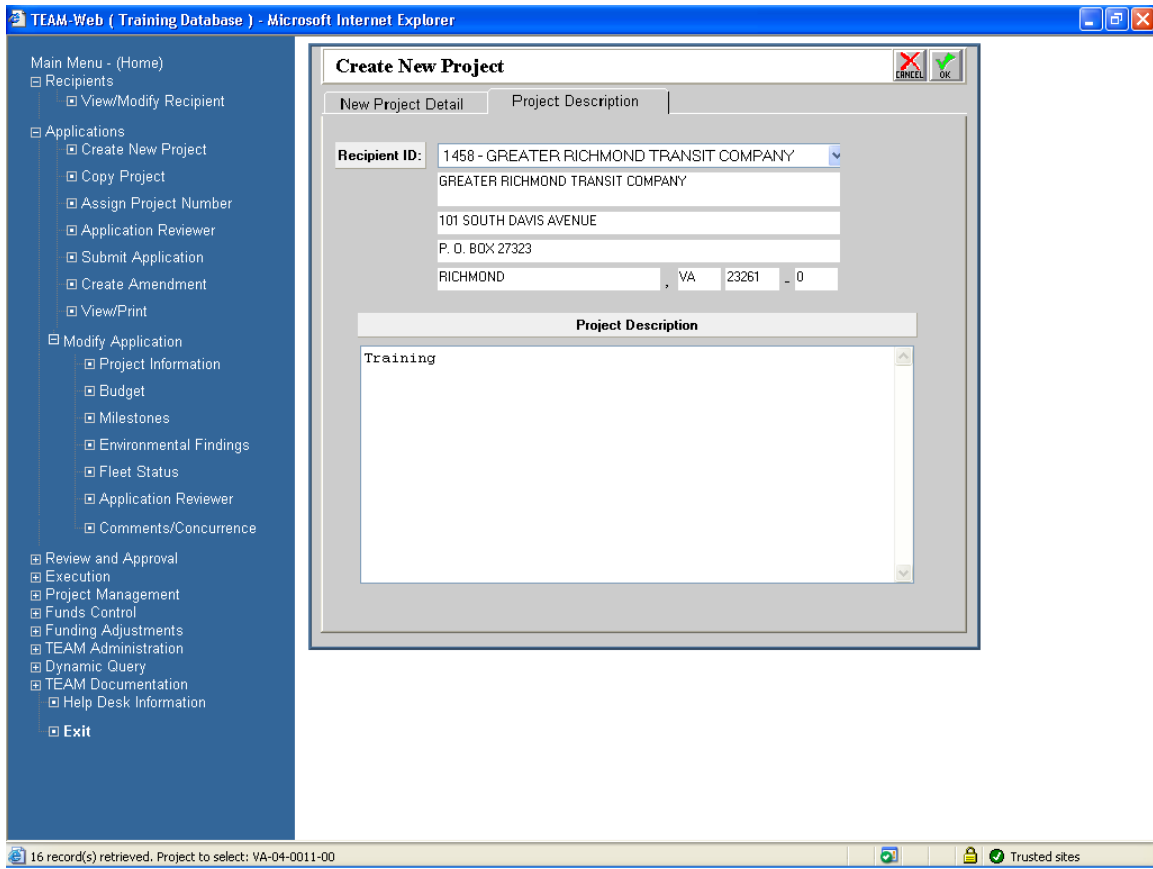 TEAM-Web ( Training Database ) - Microsoft Internet Explorer
Main Menu - (Home)
Recipients
View/Modify Recipient
Applications
Create New Project
Copy Project
Assign Project Number
Application Reviewer
Submit Application
Create Amendment
View/Print
Modify Application
Project Information
Budget
Milestones
Environmental Findings
Fleet Status
Application Reviewer
Comments/Concurrence
Review and Approval
Execution
Project Management
Funds Control
Funding Adjustments
TEAM Administration
Dynamic Query
TEAM Documentation
Help Desk Information
Exit
Create New Project
CANCEL OK
New Project Detail Project Description
Recipient ID: 1458 - GREATER RICHMOND TRANSIT COMPANY
GREATER RICHMOND TRANSIT COMPANY
101 SOUTH DAVIS AVENUE
P. O. BOX 27323
RICHMOND , VA 23261 - 0
Project Description
Training
16 record(s) retrieved. Project to select: VA-04-0011-00 Trusted sites